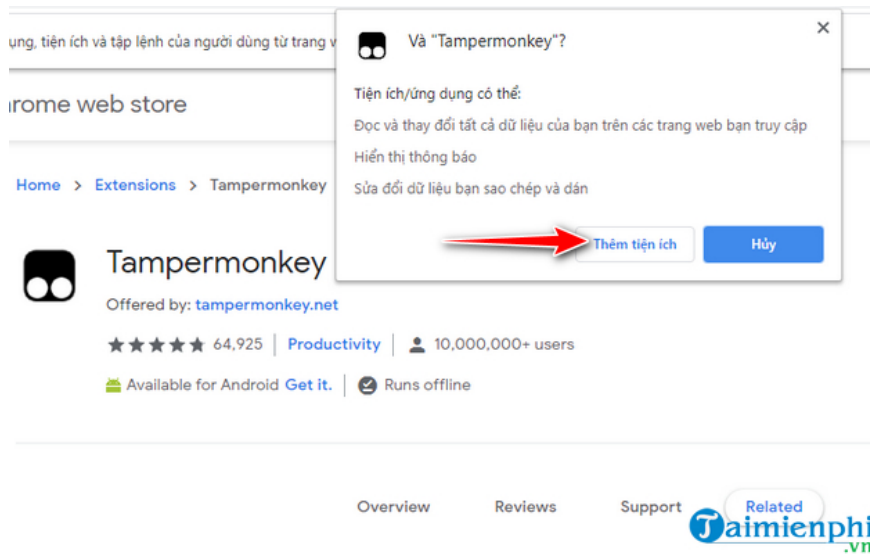 ụng, tiện ích và tập lệnh của người dùng từ trang
Và "Tampermonkey"?
Tiện ích/ứng dụng có thể:
Đọc và thay đổi tất cả dữ liệu của bạn trên các trang web bạn truy cập
Hiển thị thông báo
Sửa đổi dữ liệu bạn sao chép và dán
Thêm tiện ích
Hủy
rome web store
Home > Extensions > Tampermonkey
Tampermonkey
Offered by: tampermonkey.net
64,925 | Productivity | 10,000,000+ users
Available for Android Get it. | Runs offline
Overview Reviews Support Related
Taimienphi
.vn